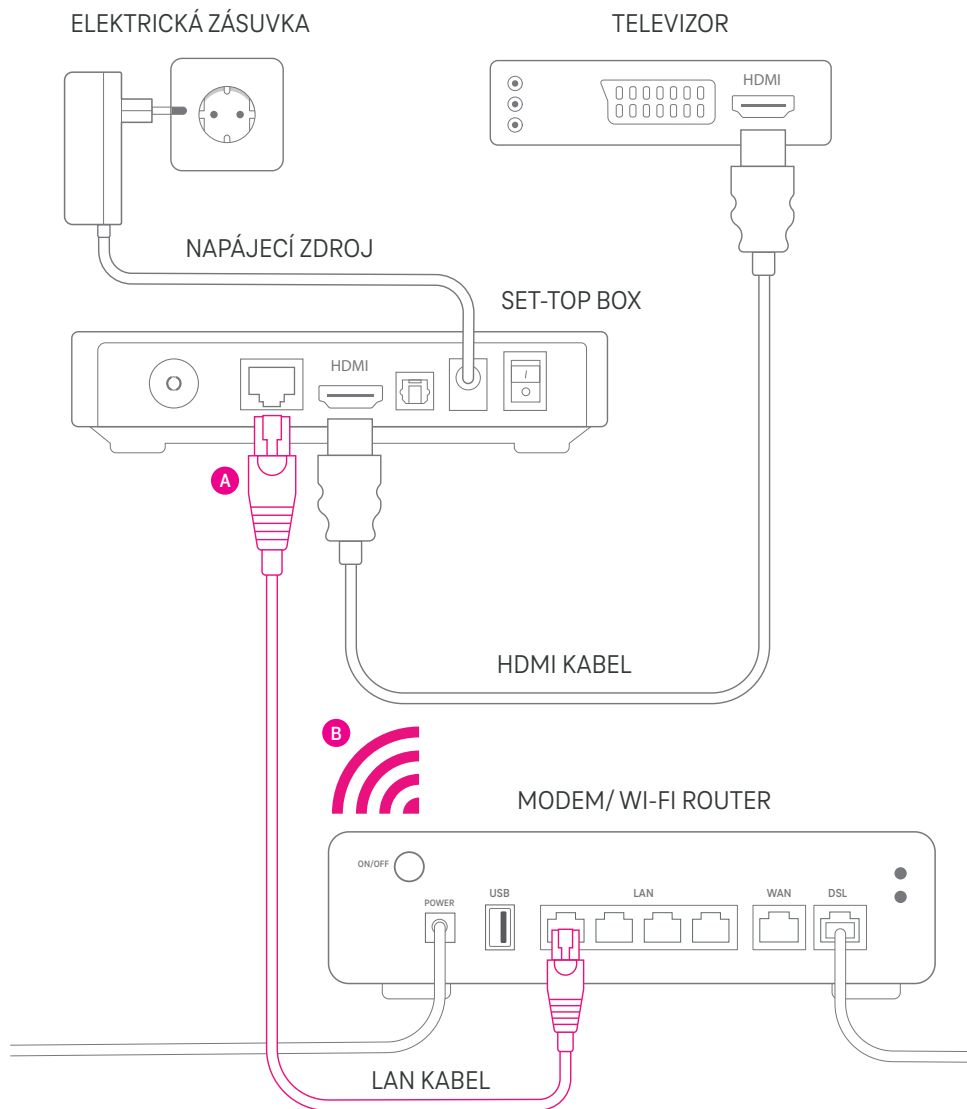 ELEKTRICKÁ ZÁSUVKA
TELEVIZOR
HDMI
NAPÁJECÍ ZDROJ
SET-TOP BOX
HDMI
I
A
HDMI KABEL
B
MODEM/ WI-FI ROUTER
ON/OFF
POWER
USB
LAN
WAN
DSL
LAN KABEL